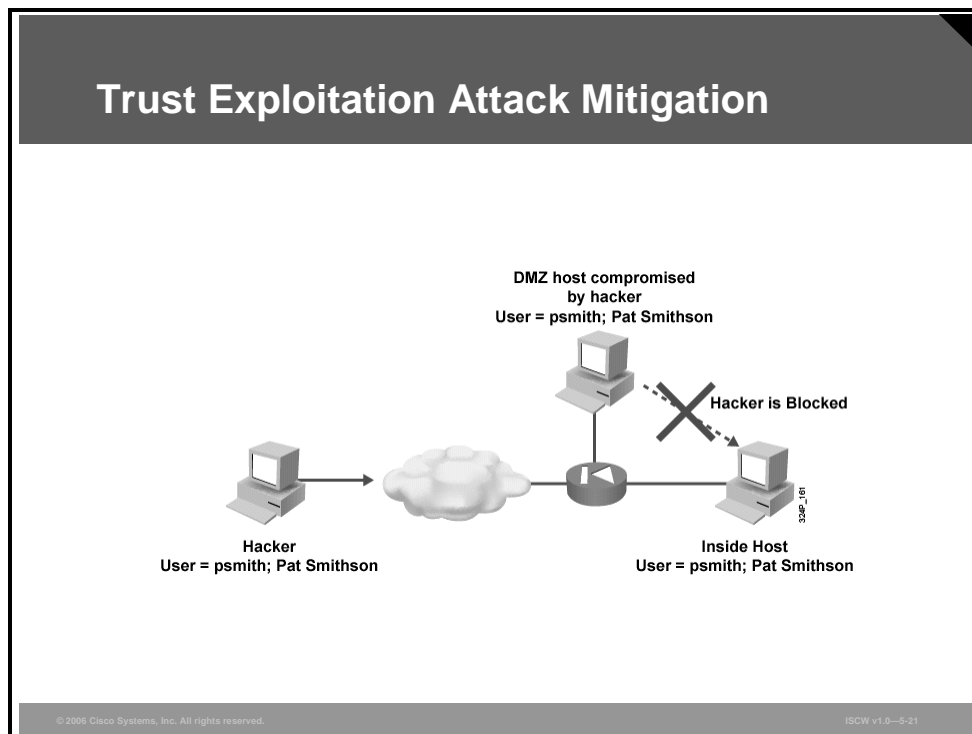 Trust Exploitation Attack Mitigation
DMZ host compromised
by hacker
User = psmith; Pat Smithson
Hacker is Blocked
324P_161
Hacker
User = psmith; Pat Smithson
Inside Host
User = psmith; Pat Smithson
© 2006 Cisco Systems, Inc. All rights reserved.
ISCW v1.0—5-21